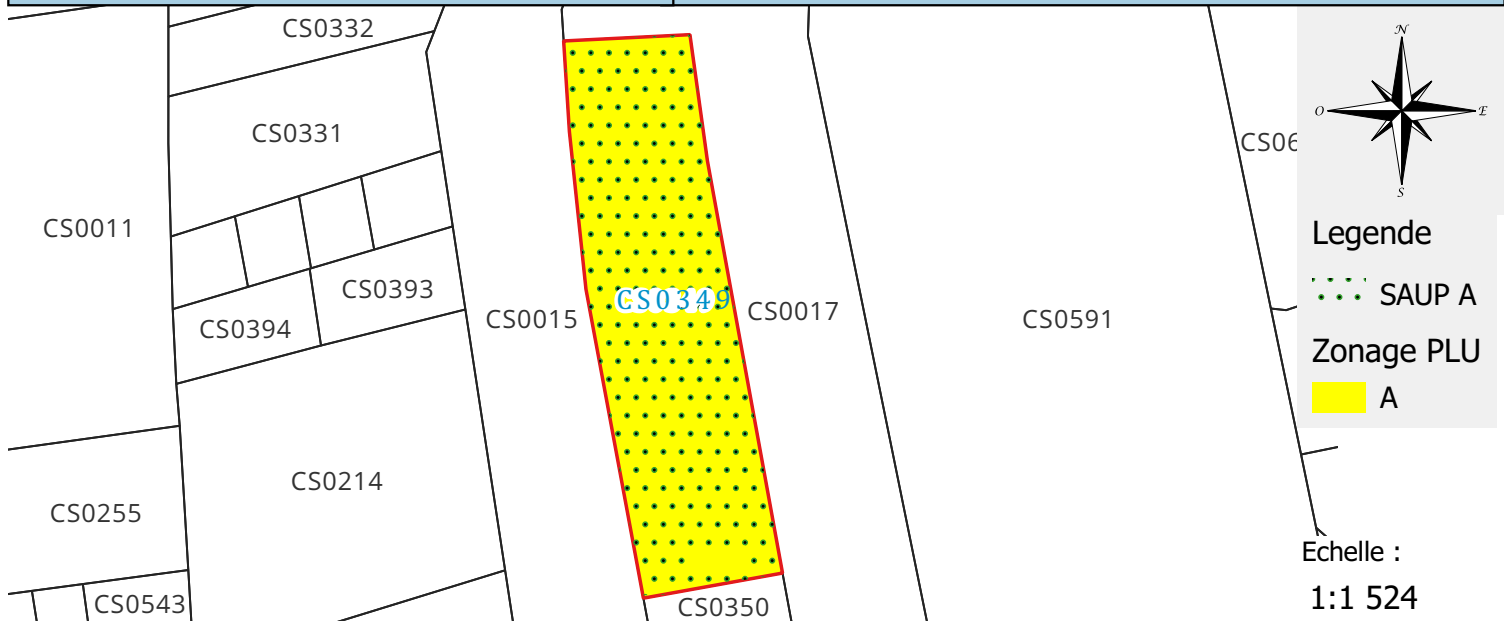 CS0332
N
CS0331
O
E
CS06
S
CS0011
Legende
CS0393
SAUP A
CS0349
CS0394
CS0015
CS0017
CS0591
Zonage PLU
A
CS0214
CS0255
Echelle :
CS0543
CS0350
1:1 524